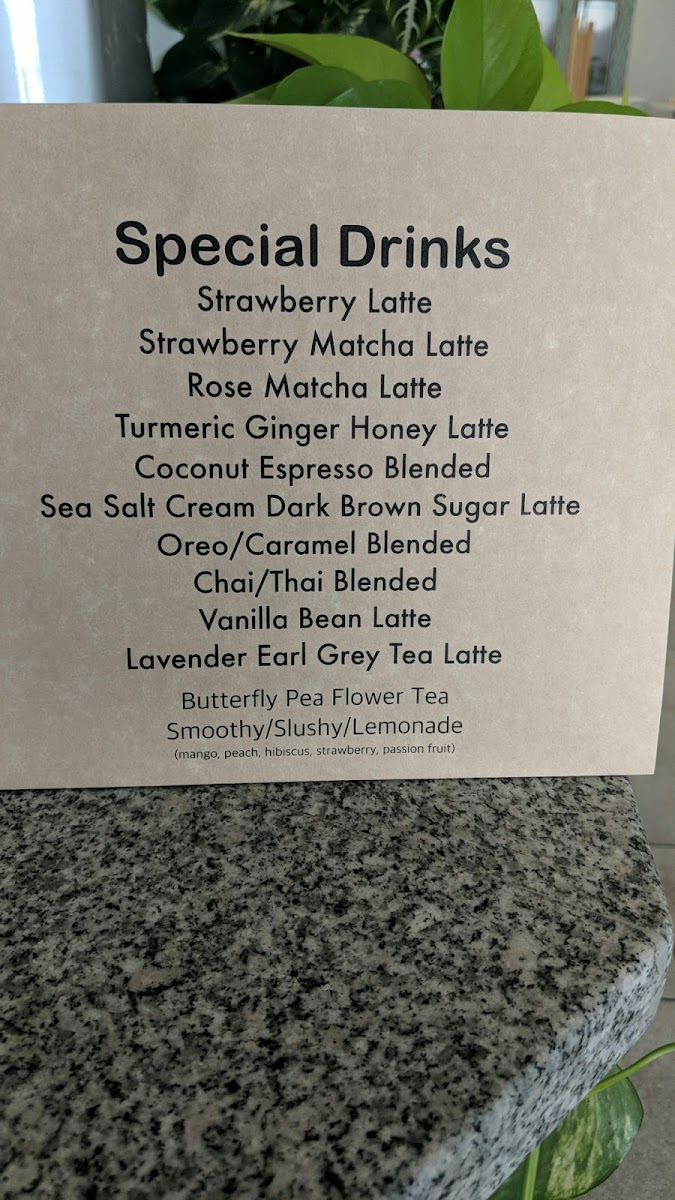 Special Drinks
Strawberry Latte
Strawberry Matcha Latte
Rose Matcha Latte
Turmeric Ginger Honey Latte
Coconut Espresso Blended
Sea Salt Cream Dark Brown Sugar Latte
Oreo/Caramel Blended
Chai/Thai Blended
Vanilla Bean Latte
Lavender Earl Grey Tea Latte
Butterfly Pea Flower Tea
Smoothy/Slushy/Lemonade
(mango, peach, hibiscus, strawberry, passion fruit)